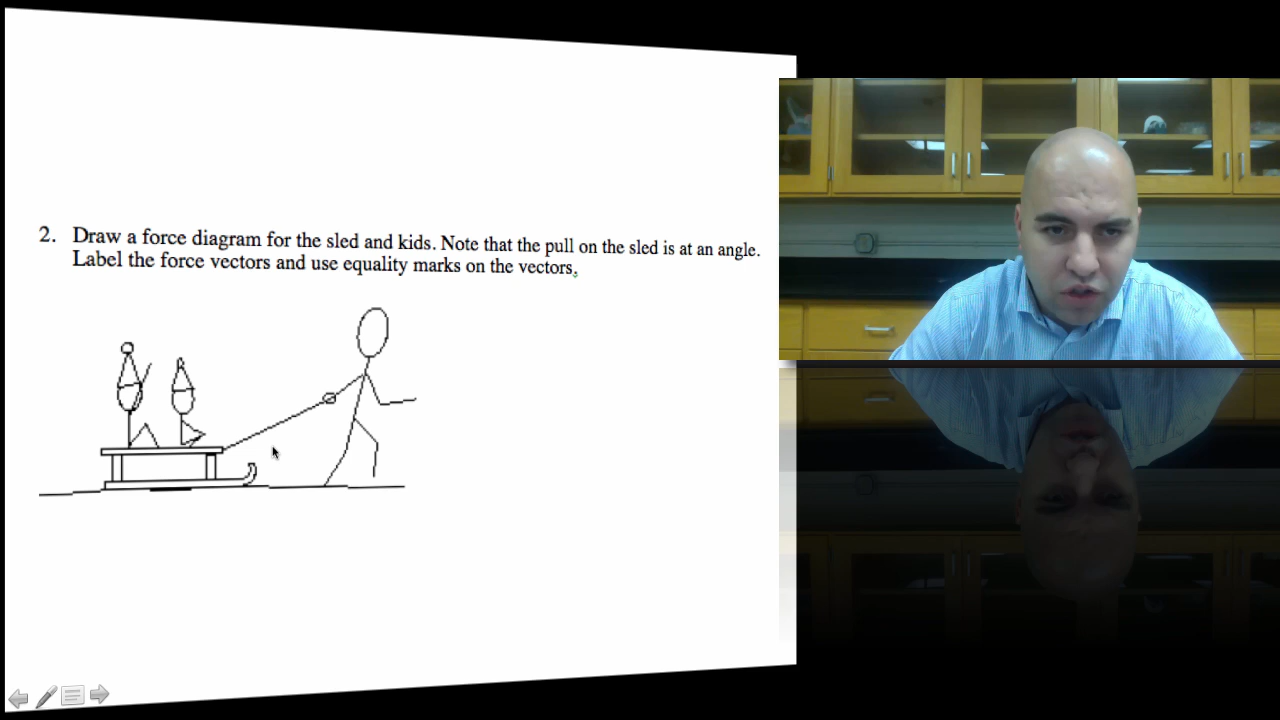 2. Draw a force diagram for the sled and kids. Note that the pull on the sled is at an angle.
Label the force vectors and use equality marks on the vectors.